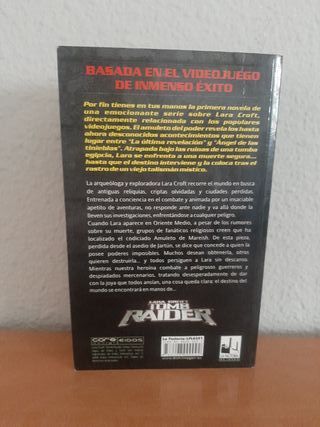 BASADA EN EL VIDEOJUEGO
DE INMENSO ÉXITO
Por fin tienes en tus manos la primera novela de
una emocionante serie sobre Lara Croft,
directamente relacionada con los populares
videojuegos. El amuleto del poder revela los hasta
ahora desconocidos acontecimientos que tienen
lugar entre "La última revelación" y "Ángel de las
tinieblas". Atrapada bajo las ruinas de una tumba
egipcia, Lara se enfrenta a una muerte segura...
hasta que el destino interviene y la coloca tras el
rastro de un viejo talismán místico.
La arqueóloga y exploradora Lara Croft recorre el mundo en busca
de antiguas reliquias, criptas olvidadas y ciudades perdidas.
Entrenada a conciencia en el combate y animada por un insaciable
apetito de aventuras, no responde ante nadie y va allá donde la
lleven sus investigaciones, enfrentándose a cualquier peligro.
Cuando Lara aparece en Oriente Medio, a pesar de los rumores
sobre su muerte, grupos de fanáticos religiosos creen que ha
localizado el codiciado Amuleto de Mareish. De esta pieza,
perdida desde el asedio de Jartún, se dice que concede a quien la
posee poderes imposibles. Muchos desean obtenerla, otros
quieren destruirla... y todos persiguen a Lara sin descanso.
Mientras nuestra heroína combate a peligrosos guerreros y
despiadados mercenarios, tratando desesperadamente de dar
con la joya que todos ansían, una cosa queda clara: el destino del
mundo se encontrará en manos de...
LARA CROFT
TOMB
RAIDER
CORE
EIDOS
La Factoría